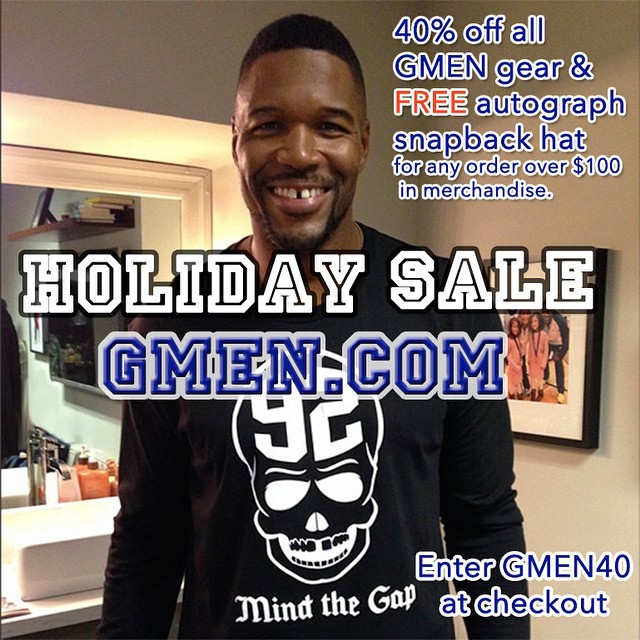 40% off all
GMEN gear &
FREE autograph
snapback hat
for any order over $100
in merchandise.
HOLIDAY SALE
GMEN.COM
92
Mind the Gap
Enter GMEN40
at checkout